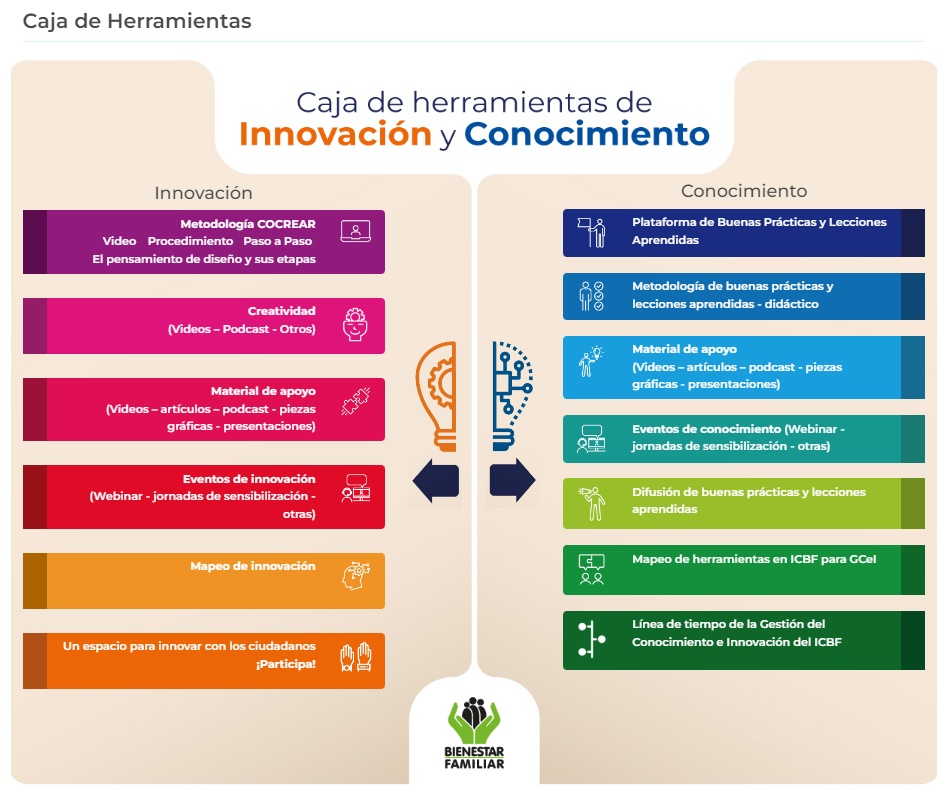 Caja de Herramientas
Caja de herramientas de
Innovación y Conocimiento
Innovación
Metodología COCREAR
Video Procedimiento Paso a Paso
El pensamiento de diseño y sus etapas
Creatividad
(Videos – Podcast - Otros)
Material de apoyo
(Videos – artículos – podcast - piezas
gráficas - presentaciones)
Eventos de innovación
(Webinar - jornadas de sensibilización -
otras)
Mapeo de innovación
Un espacio para innovar con los ciudadanos
¡Participa!
Conocimiento
Plataforma de Buenas Prácticas y Lecciones
Aprendidas
Metodología de buenas prácticas y
lecciones aprendidas - didáctico
Material de apoyo
(Videos – artículos – podcast - piezas
gráficas - presentaciones)
Eventos de conocimiento (Webinar -
jornadas de sensibilización - otras)
Difusión de buenas prácticas y lecciones
aprendidas
Mapeo de herramientas en ICBF para GCeI
Línea de tiempo de la Gestión del
Conocimiento e Innovación del ICBF
BIENESTAR
FAMILIAR